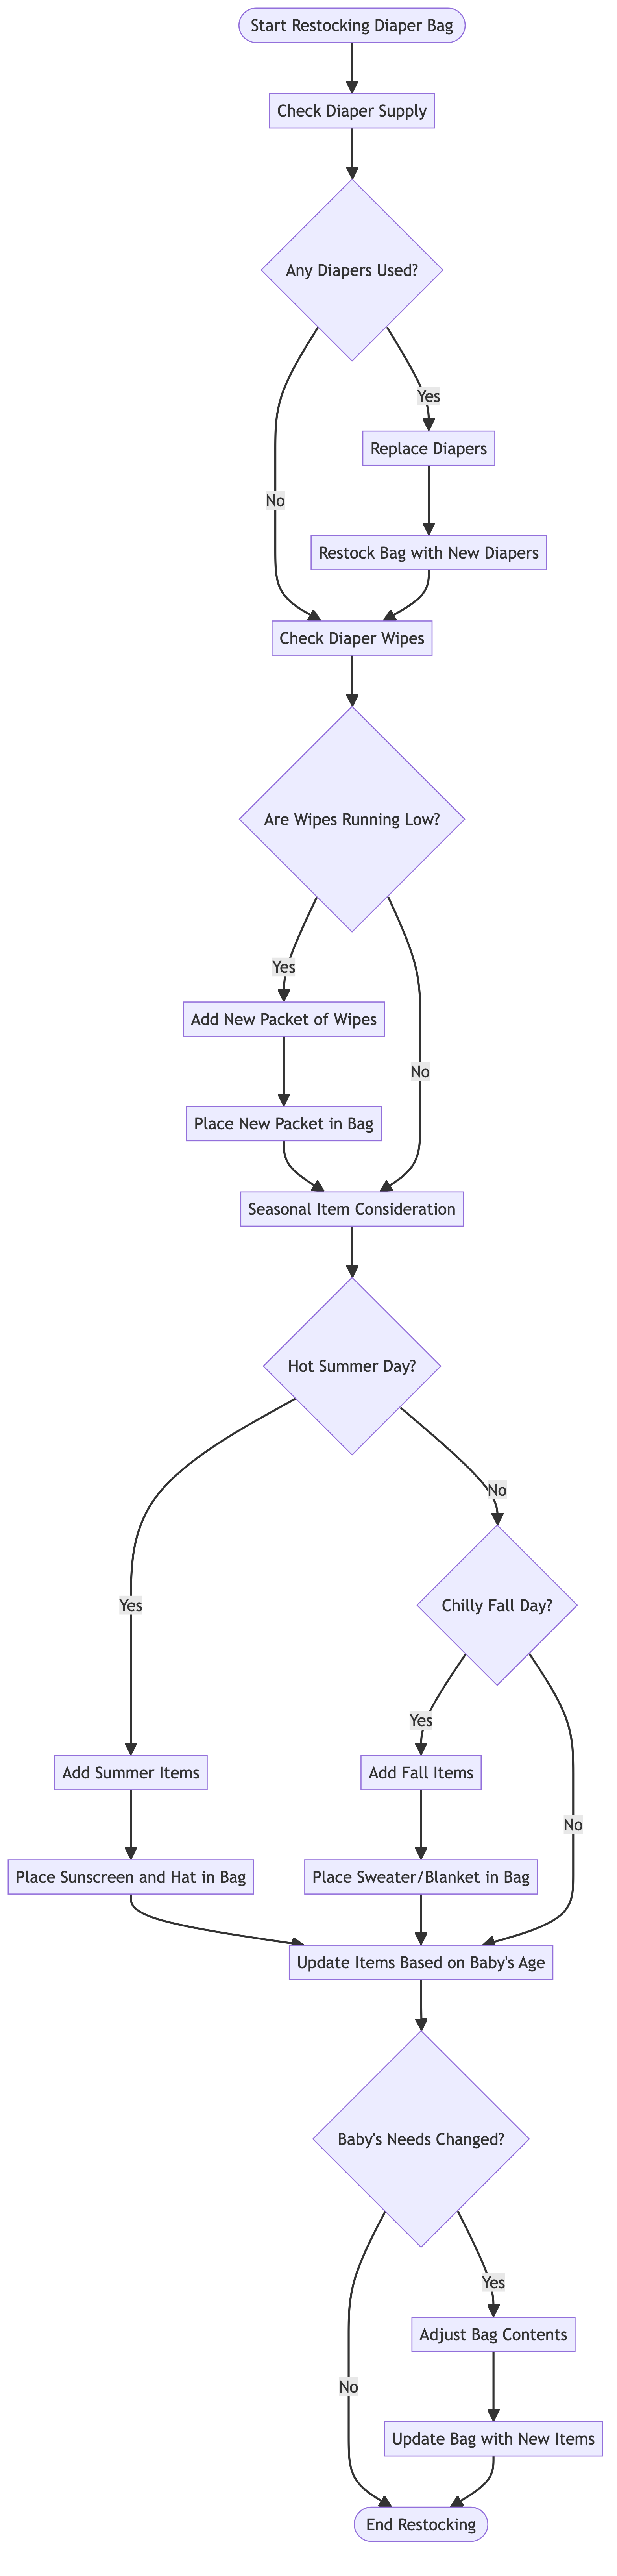 Start Restocking Diaper Bag
Check Diaper Supply
Any Diapers Used?
Yes
Replace Diapers
No
Restock Bag with New Diapers
Check Diaper Wipes
Are Wipes Running Low?
Yes
Add New Packet of Wipes
No
Place New Packet in Bag
Seasonal Item Consideration
Hot Summer Day?
No
Yes
Chilly Fall Day?
Yes
Add Summer Items
Add Fall Items
No
Place Sunscreen and Hat in Bag
Place Sweater/Blanket in Bag
Update Items Based on Baby's Age
Baby's Needs Changed?
Yes
Adjust Bag Contents
No
Update Bag with New Items
End Restocking